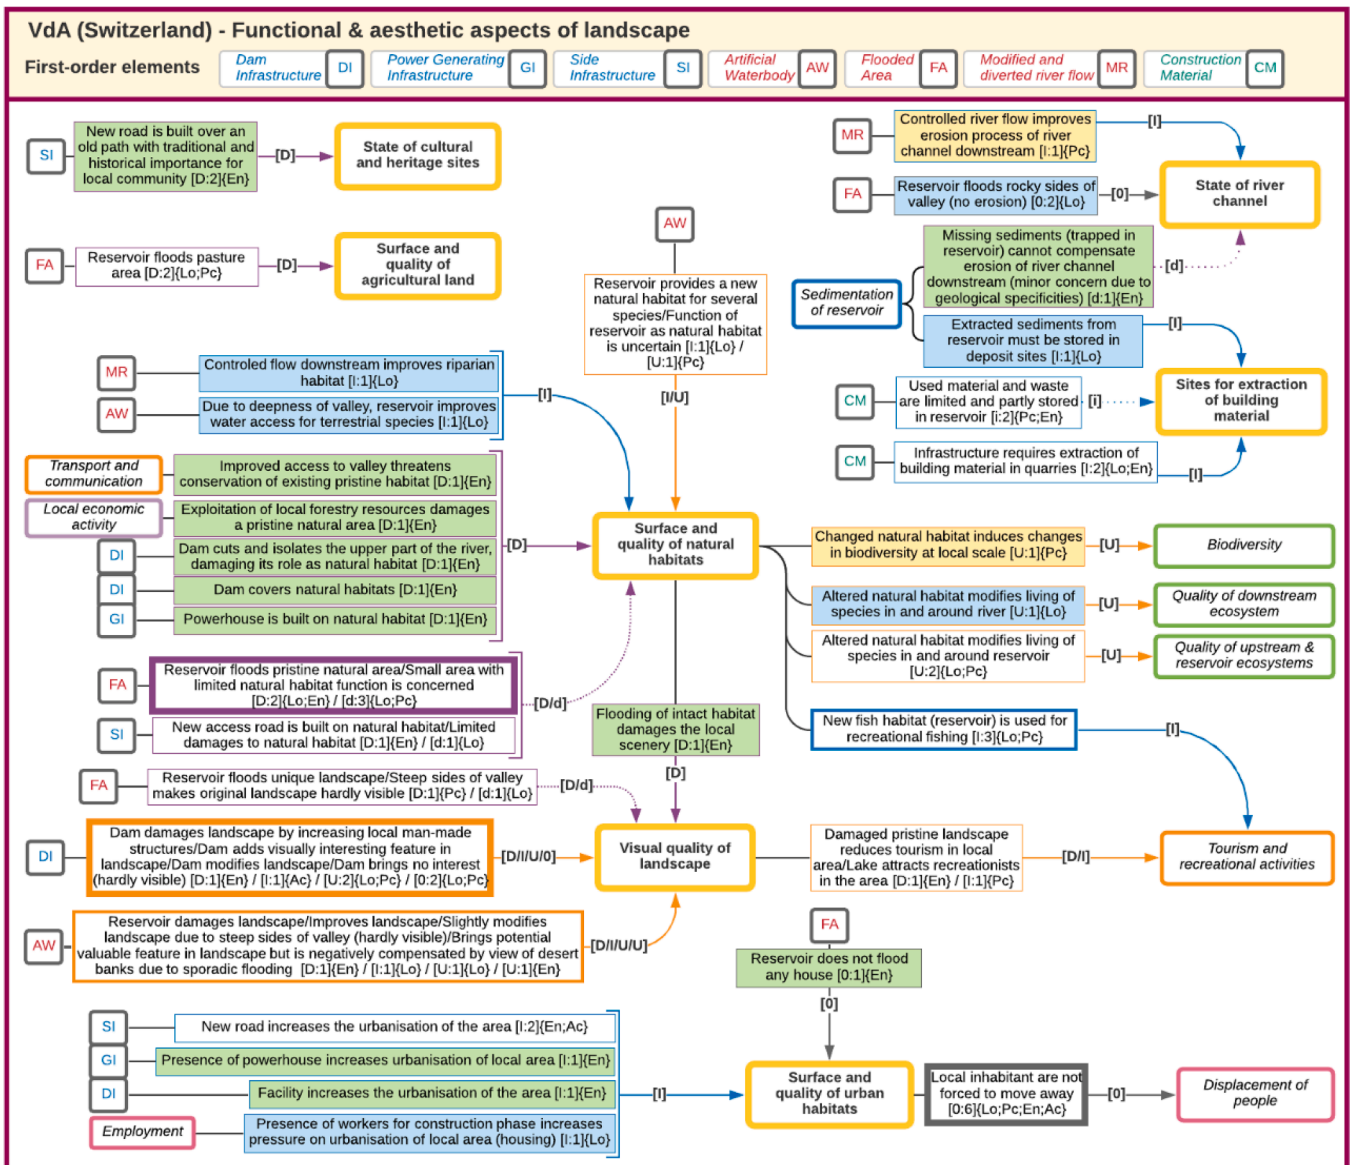 VdA (Switzerland) - Functional & aesthetic aspects of landscape
First-order elements
Dam
Infrastructure
DI
Power Generating
Infrastructure
GI
Side
Infrastructure
SI
Artificial
Waterbody
AW
Flooded
Area
FA
Modified and
diverted river flow
MR
Construction
Material
CM
SI
New road is built over an
old path with traditional and
historical importance for
local community [D:2]{En}
[D]
State of cultural
and heritage sites
FA
Reservoir floods pasture
area [D:2]{Lo;Pc}
[D]
Surface and
quality of
agricultural land
AW
Reservoir provides a new
natural habitat for several
species/Function of
reservoir as natural habitat
is uncertain [I:1]{Lo} /
[U:1]{Pc}
[I/U]
MR
Controlled river flow improves
erosion process of river
channel downstream [I:1]{Pc}
[I]
FA
Reservoir floods rocky sides of
valley (no erosion) [0:2]{Lo}
[0]
State of river
channel
Sedimentation
of reservoir
Missing sediments (trapped in
reservoir) cannot compensate
erosion of river channel
downstream (minor concern due to
geological specificities) [d:1]{En}
[d]
Extracted sediments from
reservoir must be stored in
deposit sites [I:1]{Lo}
[I]
CM
Used material and waste
are limited and partly stored
in reservoir [i:2]{Pc;En}
[i]
Sites for extraction
of building
material
CM
Infrastructure requires extraction of
building material in quarries [I:2]{Lo;En}
[I]
MR
Controled flow downstream improves riparian
habitat [I:1]{Lo}
AW
Due to deepness of valley, reservoir improves
water access for terrestrial species [I:1]{Lo}
[I]
Transport and
communication
Improved access to valley threatens
conservation of existing pristine habitat [D:1]{En}
Local economic
activity
Exploitation of local forestry resources damages
a pristine natural area [D:1]{En}
DI
Dam cuts and isolates the upper part of the river,
damaging its role as natural habitat [D:1]{En}
DI
Dam covers natural habitats [D:1]{En}
GI
Powerhouse is built on natural habitat [D:1]{En}
[D]
Surface and
quality of natural
habitats
FA
Reservoir floods pristine natural area/Small area with
limited natural habitat function is concerned
[D:2]{Lo;En} / [d:3]{Lo;Pc}
SI
New access road is built on natural habitat/Limited
damages to natural habitat [D:1]{En} / [d:1]{Lo}
[D/d]
Changed natural habitat induces changes
in biodiversity at local scale [U:1]{Pc}
[U]
Biodiversity
Altered natural habitat modifies living of
species in and around river [U:1]{Lo}
[U]
Quality of downstream
ecosystem
Altered natural habitat modifies living of
species in and around reservoir
[U:2]{Lo;Pc}
[U]
Quality of upstream &
reservoir ecosystems
New fish habitat (reservoir) is used for
recreational fishing [I:3]{Lo;Pc}
[I]
Flooding of intact habitat
damages the local
scenery [D:1]{En}
[D]
FA
Reservoir floods unique landscape/Steep sides of valley
makes original landscape hardly visible [D:1]{Pc} / [d:1]{Lo}
[D/d]
DI
Dam damages landscape by increasing local man-made
structures/Dam adds visually interesting feature in
landscape/Dam modifies landscape/Dam brings no interest
(hardly visible) [D:1]{En} / [I:1]{Ac} / [U:2]{Lo;Pc} / [0:2]{Lo;Pc}
[D/I/U/0]
Visual quality of
landscape
Damaged pristine landscape
reduces tourism in local
area/Lake attracts recreationists
in the area [D:1]{En} / [I:1]{Pc}
[D/I]
Tourism and
recreational activities
AW
Reservoir damages landscape/Improves landscape/Slightly modifies
landscape due to steep sides of valley (hardly visible)/Brings potential
valuable feature in landscape but is negatively compensated by view of desert
banks due to sporadic flooding [D:1]{En} / [I:1]{Lo} / [U:1]{Lo} / [U:1]{En}
[D/I/U/U]
FA
Reservoir does not flood
any house [0:1]{En}
[0]
SI
New road increases the urbanisation of the area [I:2]{En;Ac}
GI
Presence of powerhouse increases urbanisation of local area [I:1]{En}
DI
Facility increases the urbanisation of the area [I:1]{En}
Employment
Presence of workers for construction phase increases
pressure on urbanisation of local area (housing) [I:1]{Lo}
[I]
Surface and
quality of urban
habitats
Local inhabitant are not
forced to move away
[0:6]{Lo;Pc;En;Ac}
[0]
Displacement of
people